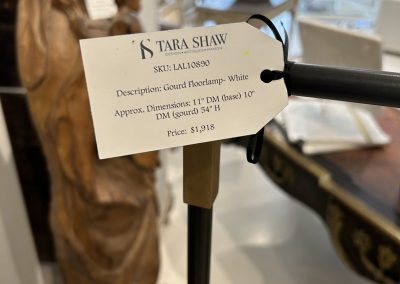 TARA SHAW
SKU: LAL10890
Description: Gourd Floorlamp- White
Approx. Dimensions: 11" DM (base) 10"
DM (gourd) 54" H
Price: $1,918